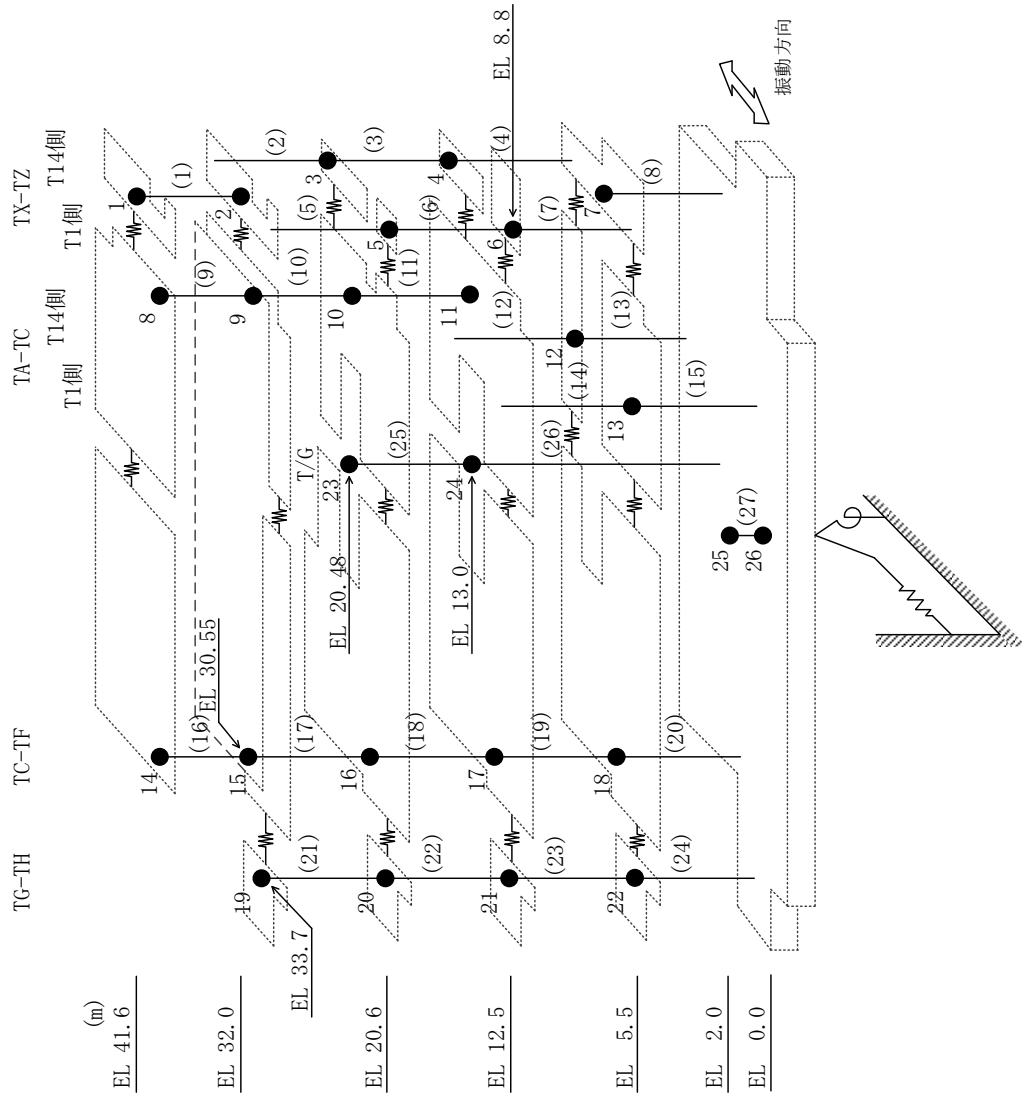 TG-TH
TC-TF
TA-TC
TX-TZ
T1側
T14側
T1側
T14側
(m)
EL 41.6
EL 32.0
EL 20.6
EL 12.5
EL 5.5
EL 2.0
EL 0.0
EL 33.7
EL 30.55
EL 20.48
EL 13.0
EL 8.8
T/G
振動方向
1
2
3
4
5
6
7
8
9
10
11
12
13
14
15
16
17
18
19
20
21
22
23
24
25
26
(1)
(2)
(3)
(4)
(5)
(6)
(7)
(8)
(9)
(10)
(11)
(12)
(13)
(14)
(15)
(16)
(17)
(18)
(19)
(20)
(21)
(22)
(23)
(24)
(25)
(26)
(27)